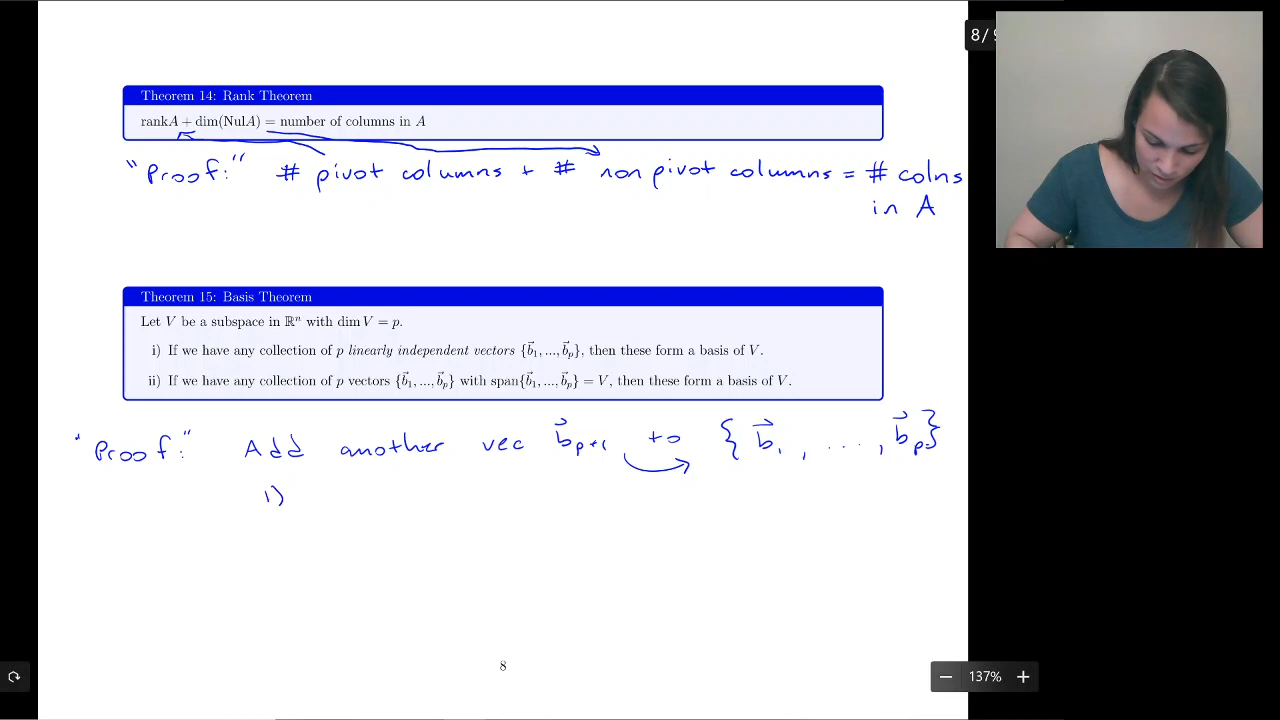 8 / 9
Theorem 14: Rank Theorem
rankA + dim(NulA) = number of columns in A
"Proof:" # pivot columns + # non pivot columns = # colns
in A
Theorem 15: Basis Theorem
Let V be a subspace in ℝⁿ with dim V = p.
i) If we have any collection of p linearly independent vectors {b⃗₁, ..., b⃗ₚ}, then these form a basis of V.
ii) If we have any collection of p vectors {b⃗₁, ..., b⃗ₚ} with span{b⃗₁, ..., b⃗ₚ} = V, then these form a basis of V.
"Proof:" Add another vec b⃗ₚ₊₁ to { b⃗₁ , ... , b⃗ₚ }
1)
8
137%